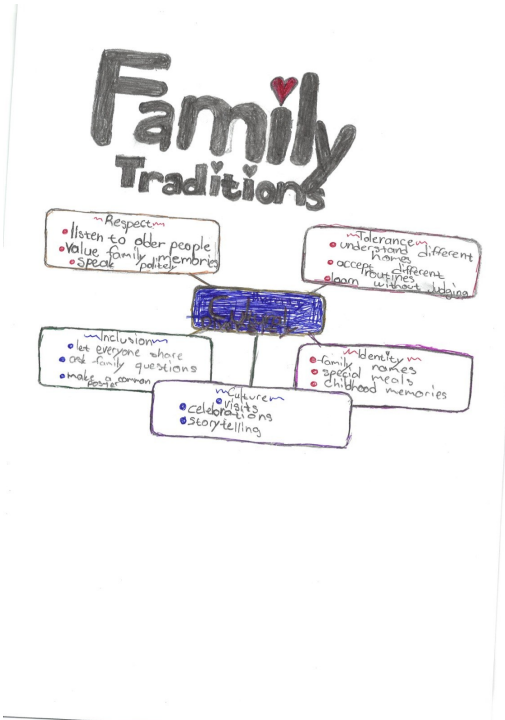 Family
Traditions
~Respect~
• listen to older people
• value family memories
• speak politely
~Tolerance~
• understand different
homes
• accept different
routines
• learn without judging
Cultural
~Inclusion~
• let everyone share
• ask family questions
• make a common
poster
~Identity~
• family names
• special meals
• childhood memories
~Culture~
• visits
• celebrations
• storytelling